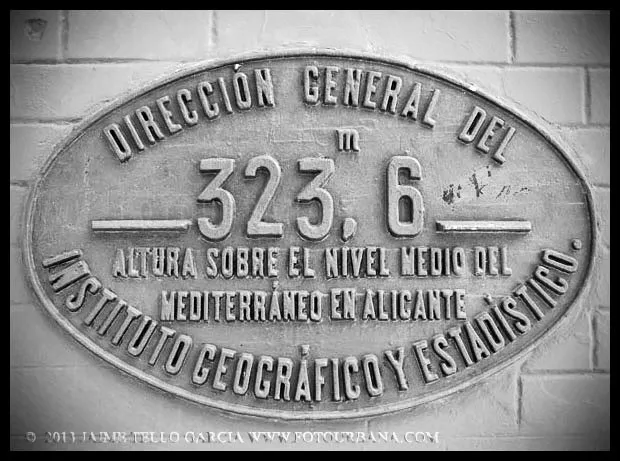 DIRECCIÓN GENERAL DEL
323,6 m
ALTURA SOBRE EL NIVEL MEDIO DEL
MEDITERRÁNEO EN ALICANTE
INSTITUTO GEOGRÁFICO Y ESTADÍSTICO.
© 2013 JAIME TELLO GARCIA WWW.FOTOURBANA.COM